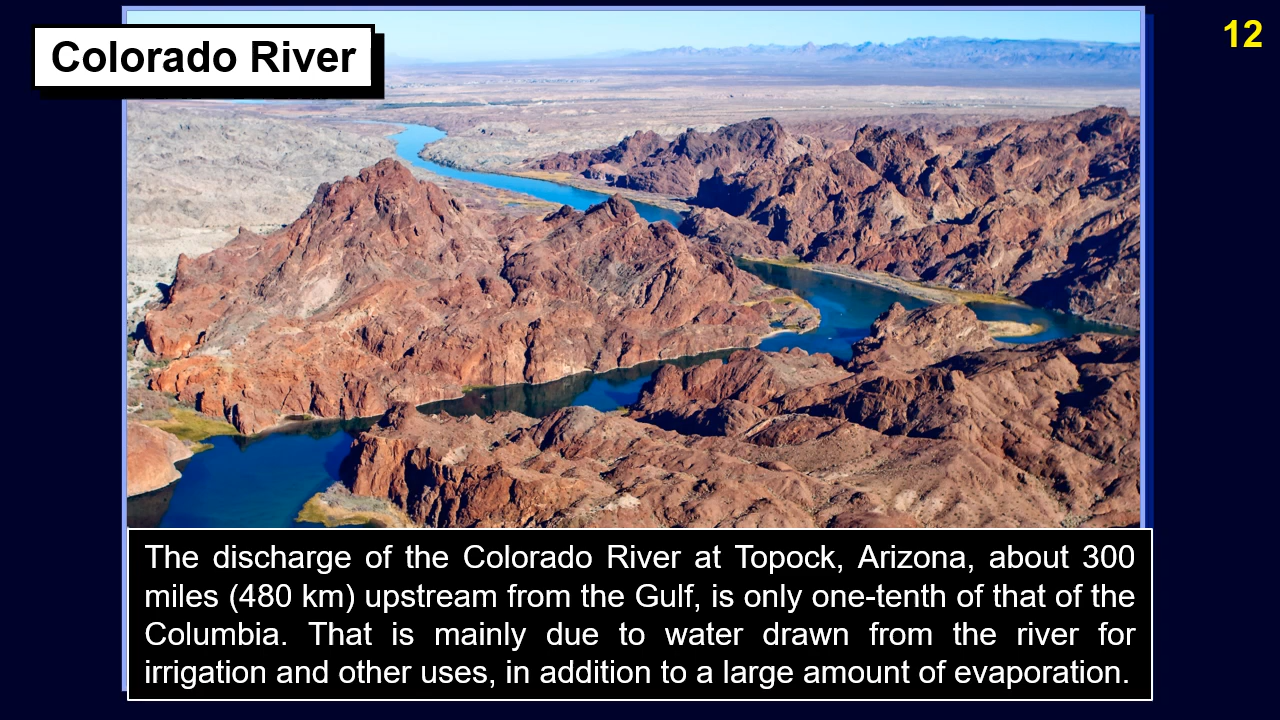 Colorado River
12
The discharge of the Colorado River at Topock, Arizona, about 300
miles (480 km) upstream from the Gulf, is only one-tenth of that of the
Columbia. That is mainly due to water drawn from the river for
irrigation and other uses, in addition to a large amount of evaporation.